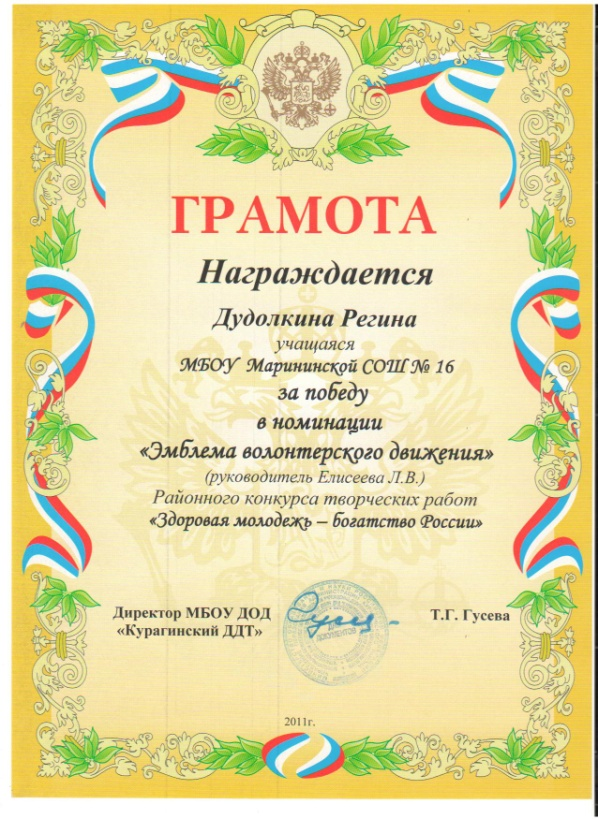 ГРАМОТА
Награждается
Дудолкина Регина
учащаяся
МБОУ Марининской СОШ № 16
за победу
в номинации
«Эмблема волонтерского движения»
(руководитель Елисеева Л.В.)
Районного конкурса творческих работ
«Здоровая молодежь – богатство России»
Директор МБОУ ДОД
«Курагинский ДДТ»
Т.Г. Гусева
ДОКУМЕНТОВ
2011г.